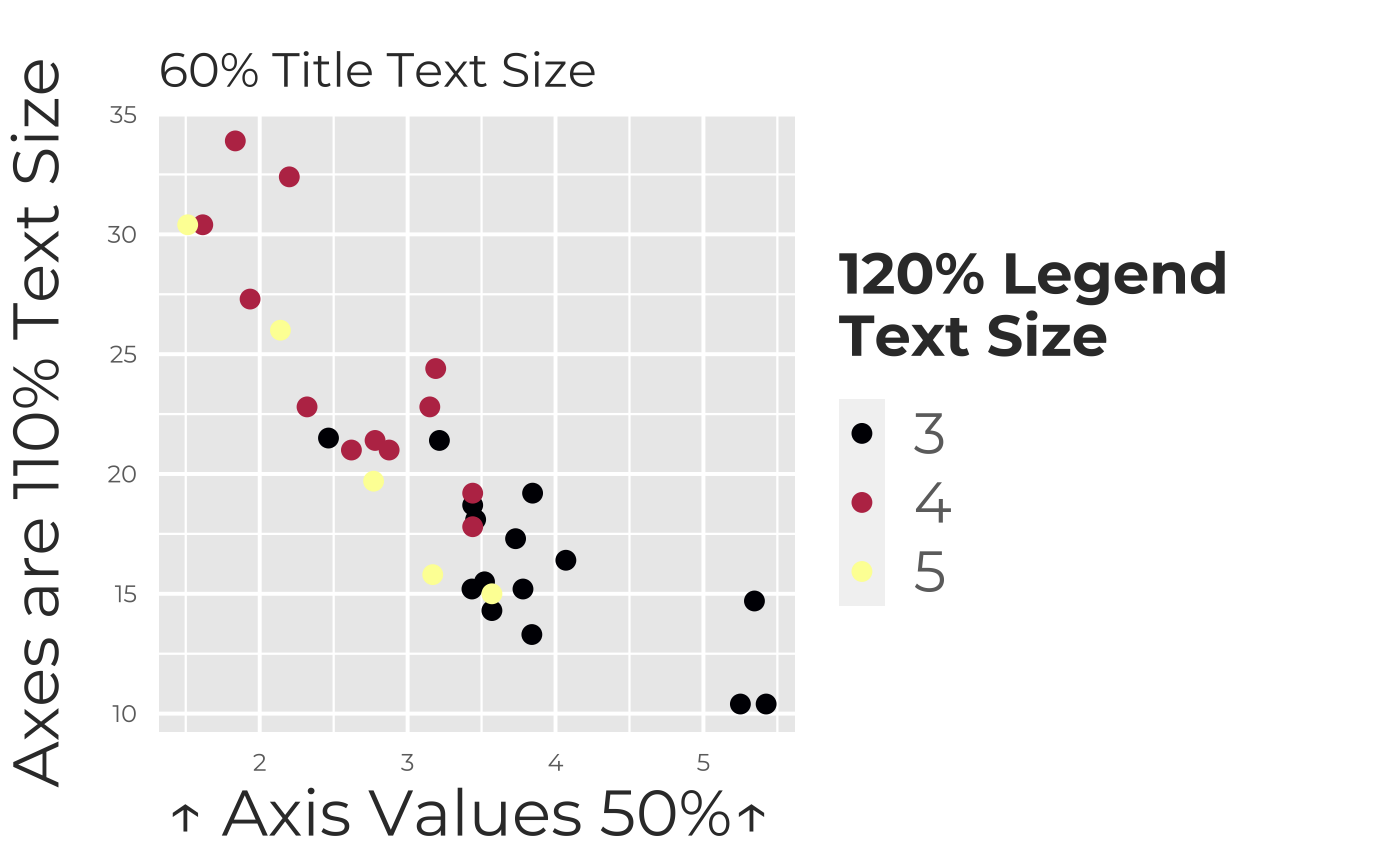 60% Title Text Size
Axes are 110% Text Size
35
30
25
20
15
10
2 3 4 5
↑ Axis Values 50%↑
120% Legend
Text Size
3
4
5